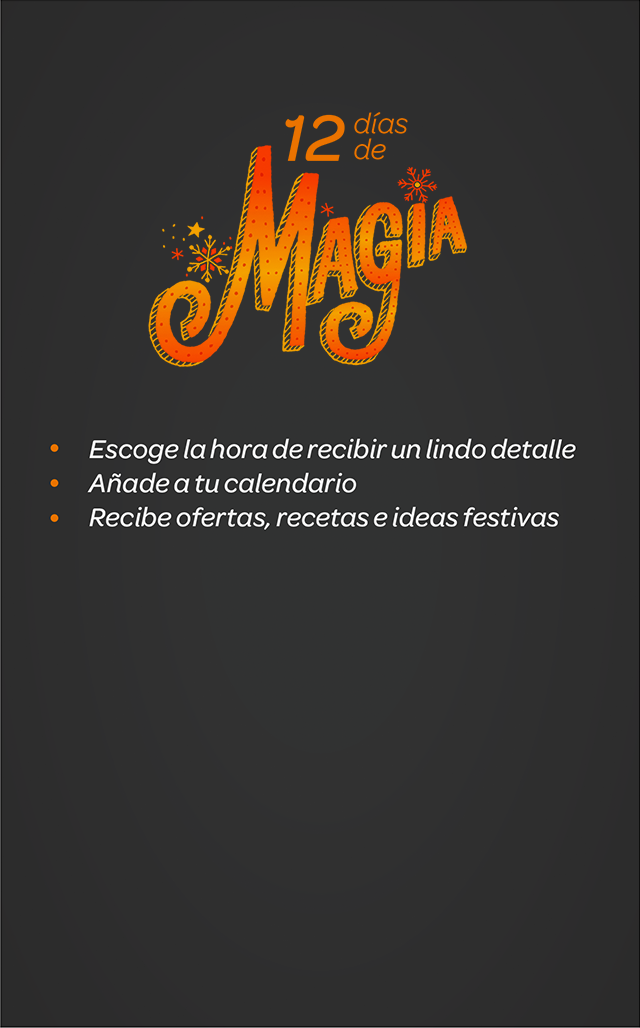 12 días
de
MAGIA
• Escoge la hora de recibir un lindo detalle
• Añade a tu calendario
• Recibe ofertas, recetas e ideas festivas